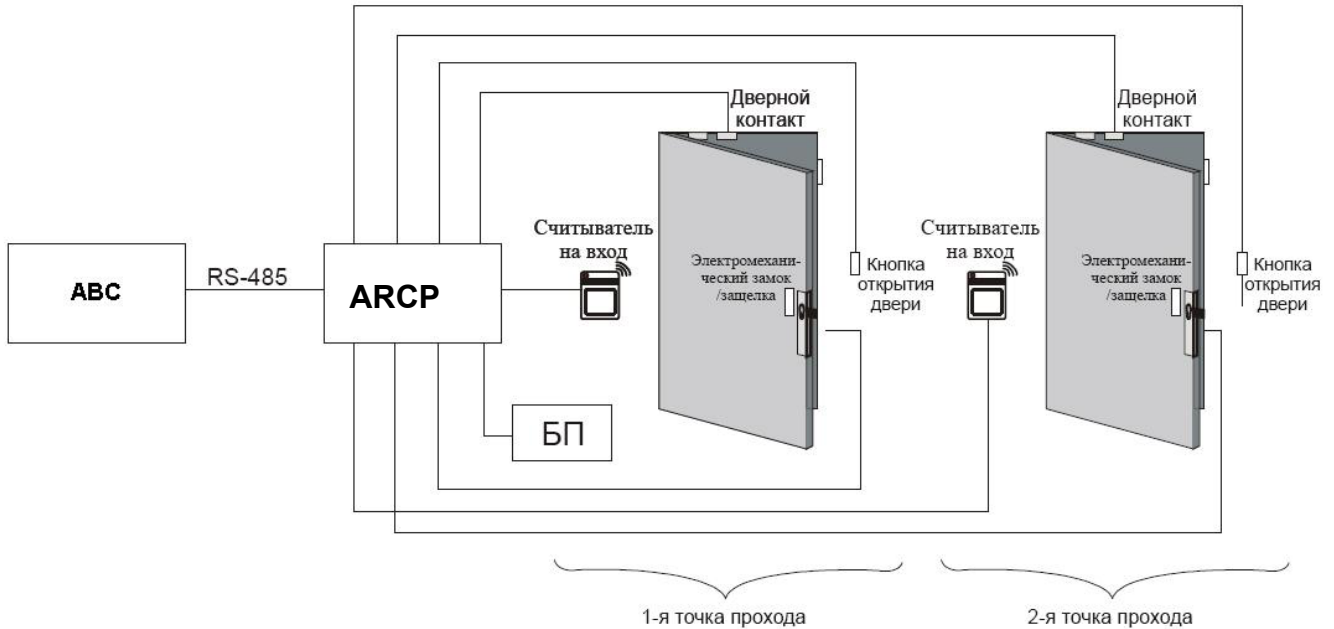 Дверной
контакт
Дверной
контакт
Считыватель
на вход
Считыватель
на вход
Электромехани-
ческий замок
/защелка
Кнопка
открытия
двери
Электромехани-
ческий замок
/защелка
Кнопка
открытия
двери
ABC
RS-485
ARCP
БП
1-я точка прохода
2-я точка прохода